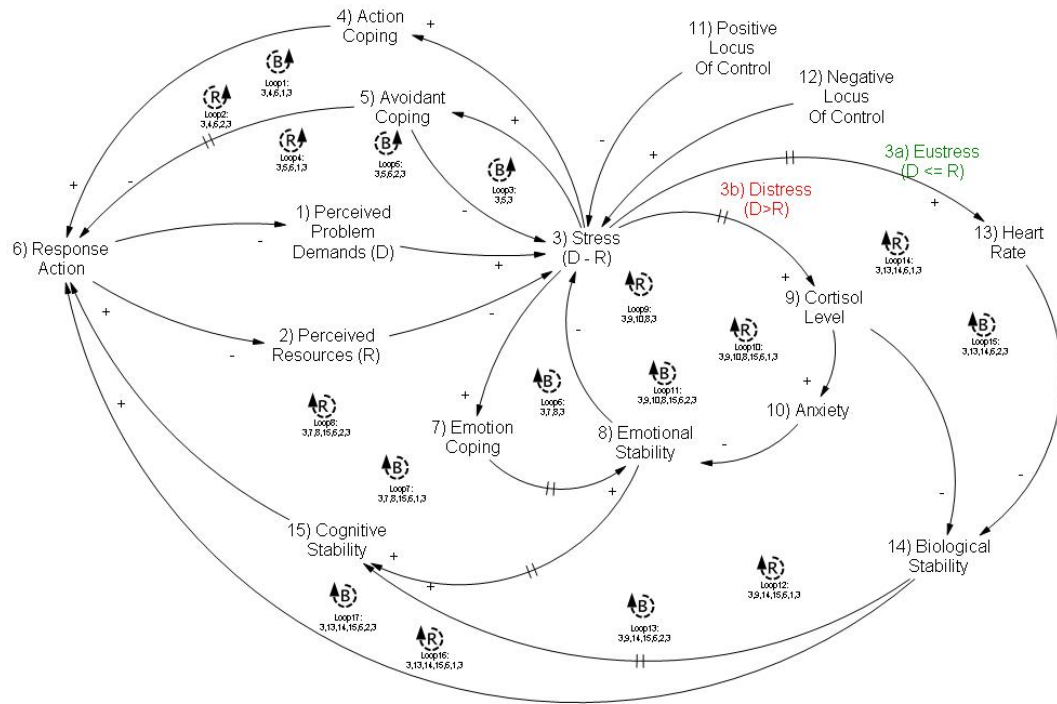 4) Action
Coping
+
11) Positive
Locus
Of Control
B
Loop1:
3,4,6,1,3
12) Negative
Locus
Of Control
R
Loop2:
3,4,6,2,3
5) Avoidant
Coping
+
R
Loop4:
3,5,6,1,3
B
Loop5:
3,5,6,2,3
-
+
3a) Eustress
(D <= R)
B
Loop3:
3,5,3
3b) Distress
(D>R)
+
-
-
+
1) Perceived
Problem
Demands (D)
-
+
6) Response
Action
3) Stress
(D - R)
13) Heart
Rate
R
Loop14:
3,13,14,6,1,3
R
Loop9:
3,9,10,8,3
+
9) Cortisol
Level
+
-
-
2) Perceived
Resources (R)
-
R
Loop10:
3,9,10,8,15,6,1,3
B
Loop15:
3,13,14,6,2,3
+
B
Loop6:
3,7,8,3
B
Loop11:
3,9,10,8,15,6,2,3
+
R
Loop8:
3,7,8,15,6,2,3
+
7) Emotion
Coping
8) Emotional
Stability
10) Anxiety
-
B
Loop7:
3,7,8,15,6,1,3
+
-
-
15) Cognitive
Stability
+
+
14) Biological
Stability
R
Loop12:
3,9,14,15,6,1,3
B
Loop17:
3,13,14,15,6,2,3
B
Loop13:
3,9,14,15,6,2,3
R
Loop16:
3,13,14,15,6,1,3